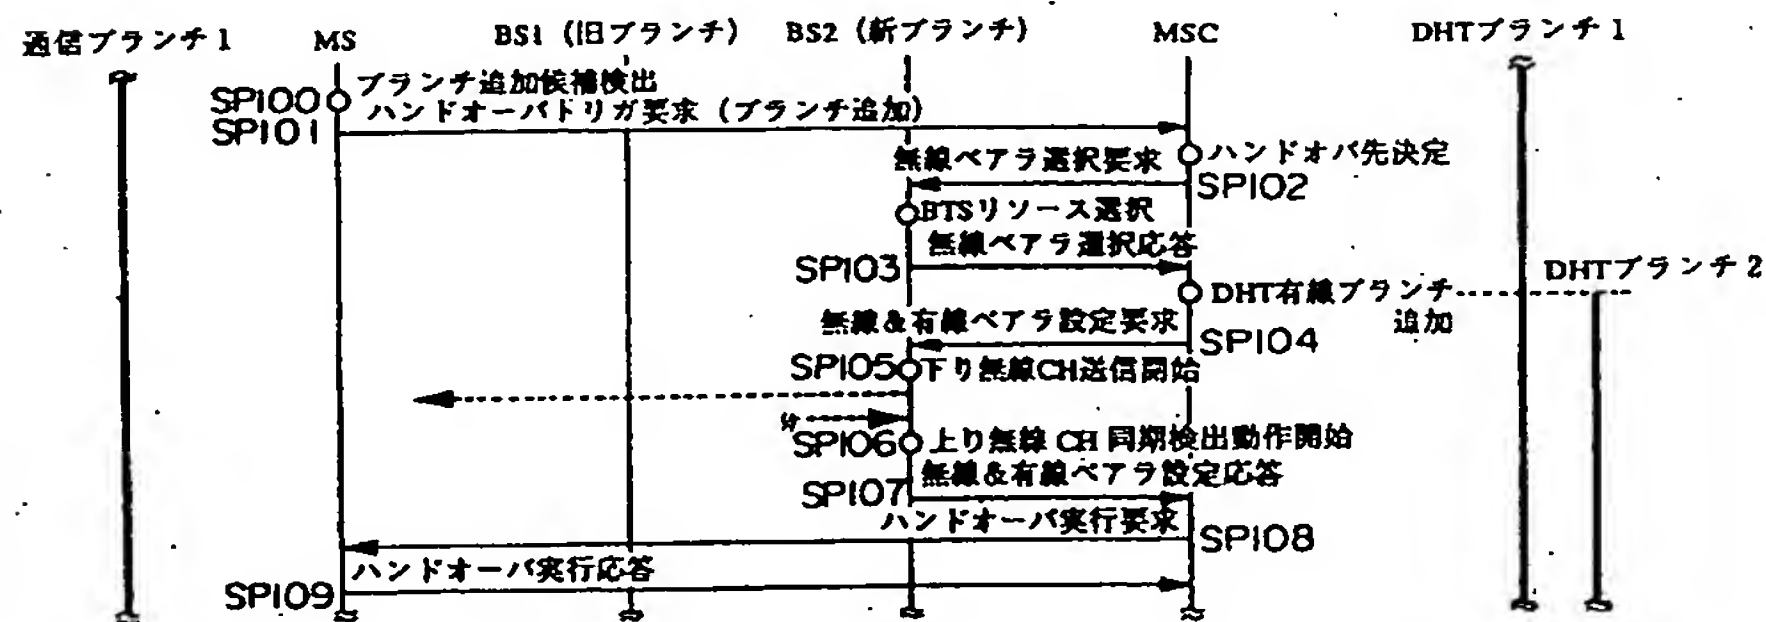 通信ブランチ1 MS BS1（旧ブランチ） BS2（新ブランチ） MSC DHTブランチ1
ブランチ追加候補検出
SP100
ハンドオーバトリガ要求（ブランチ追加）
SP101
ハンドオバ先決定
無線ベアラ選択要求
SP102
BTSリソース選択
無線ベアラ選択応答
SP103
DHTブランチ2
DHT有線ブランチ
追加
無線&有線ベアラ設定要求
SP104
SP105 下り無線CH送信開始
SP106 上り無線CH同期検出動作開始
無線&有線ベアラ設定応答
SP107
ハンドオーバ実行要求
SP108
ハンドオーバ実行応答
SP109